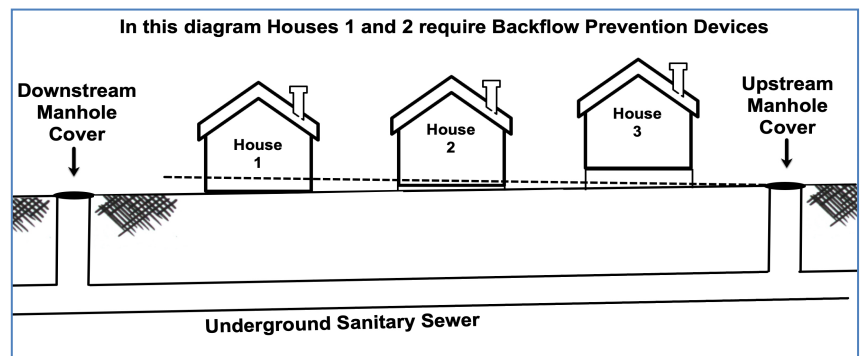 In this diagram Houses 1 and 2 require Backflow Prevention Devices
Downstream
Manhole
Cover
House
1
House
2
House
3
Upstream
Manhole
Cover
Underground Sanitary Sewer